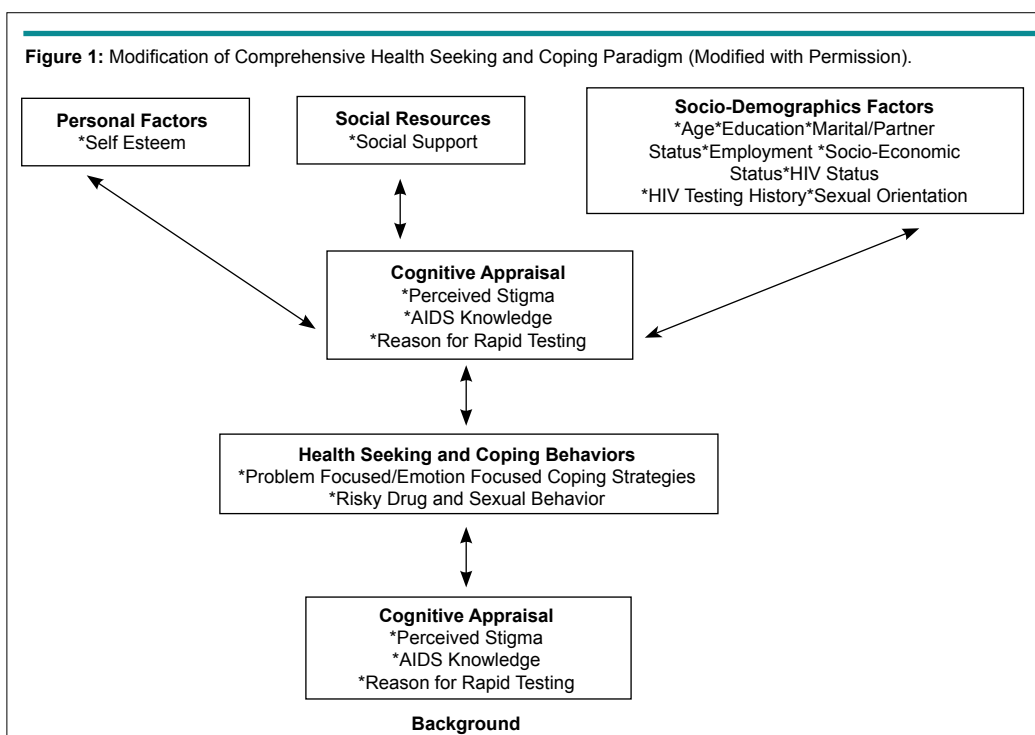 Figure 1: Modification of Comprehensive Health Seeking and Coping Paradigm (Modified with Permission).
Personal Factors
*Self Esteem
Social Resources
*Social Support
Socio-Demographics Factors
*Age*Education*Marital/Partner
Status*Employment *Socio-Economic
Status*HIV Status
*HIV Testing History*Sexual Orientation
Cognitive Appraisal
*Perceived Stigma
*AIDS Knowledge
*Reason for Rapid Testing
Health Seeking and Coping Behaviors
*Problem Focused/Emotion Focused Coping Strategies
*Risky Drug and Sexual Behavior
Cognitive Appraisal
*Perceived Stigma
*AIDS Knowledge
*Reason for Rapid Testing
Background